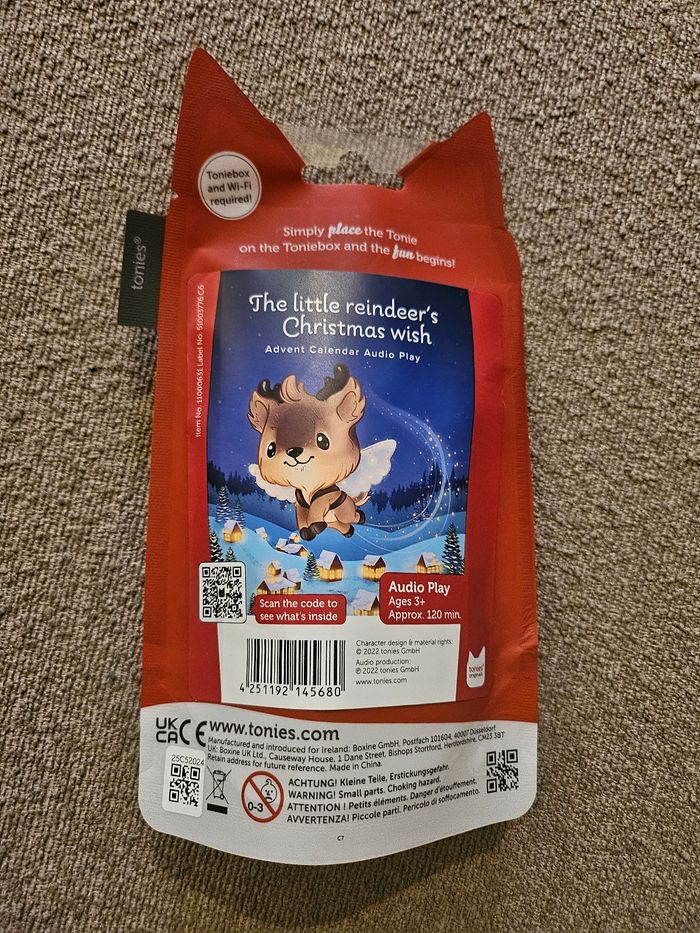 Toniebox
and Wi-Fi
required!
tonies®
Simply place the Tonie
on the Toniebox and the fun begins!
Item No. 11000631 Label No. 51003776 C6
The little reindeer's
Christmas wish
Advent Calendar Audio Play
Scan the code to
see what's inside
Audio Play
Ages 3+
Approx. 120 min.
4 251192 145680
Character design & material rights:
© 2022 tonies GmbH
Audio production:
℗ 2022 tonies GmbH
www.tonies.com
tonies®
originals
UK
CA CE www.tonies.com
Manufactured and introduced for Ireland: Boxine GmbH, Postfach 101604, 40007 Düsseldorf
UK: Boxine UK Ltd., Causeway House, 1 Dane Street, Bishops Stortford, Hertfordshire, CM23 3BT
Retain address for future reference. Made in China.
25C52024
0-3
ACHTUNG! Kleine Teile, Erstickungsgefahr.
WARNING! Small parts. Choking hazard.
ATTENTION ! Petits éléments. Danger d'étouffement.
AVVERTENZA! Piccole parti. Pericolo di soffocamento.
C7